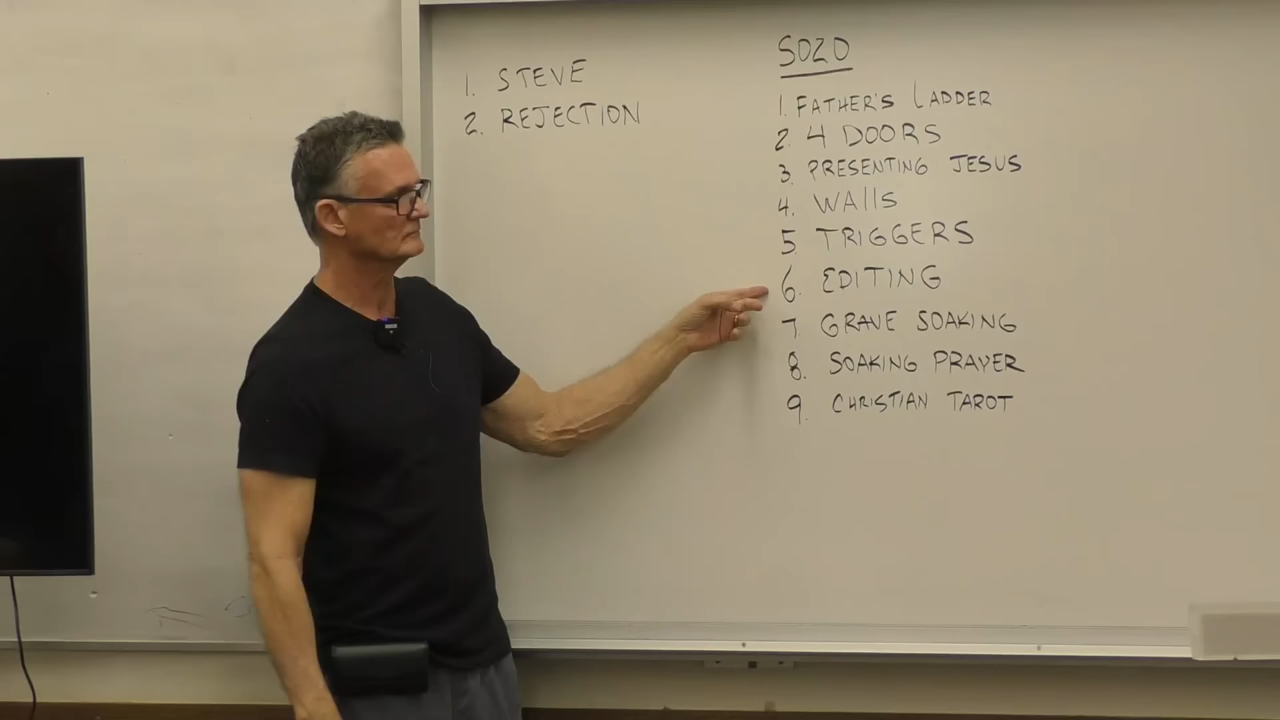 1. STEVE
2. REJECTION
SOZO
1. FATHER'S LADDER
2. 4 DOORS
3. PRESENTING JESUS
4. WAllS
5 TRIGGERS
6. EDITING
7 GRAVE SOAKING
8. SOAKING PRAYER
9. CHRISTIAN TAROT